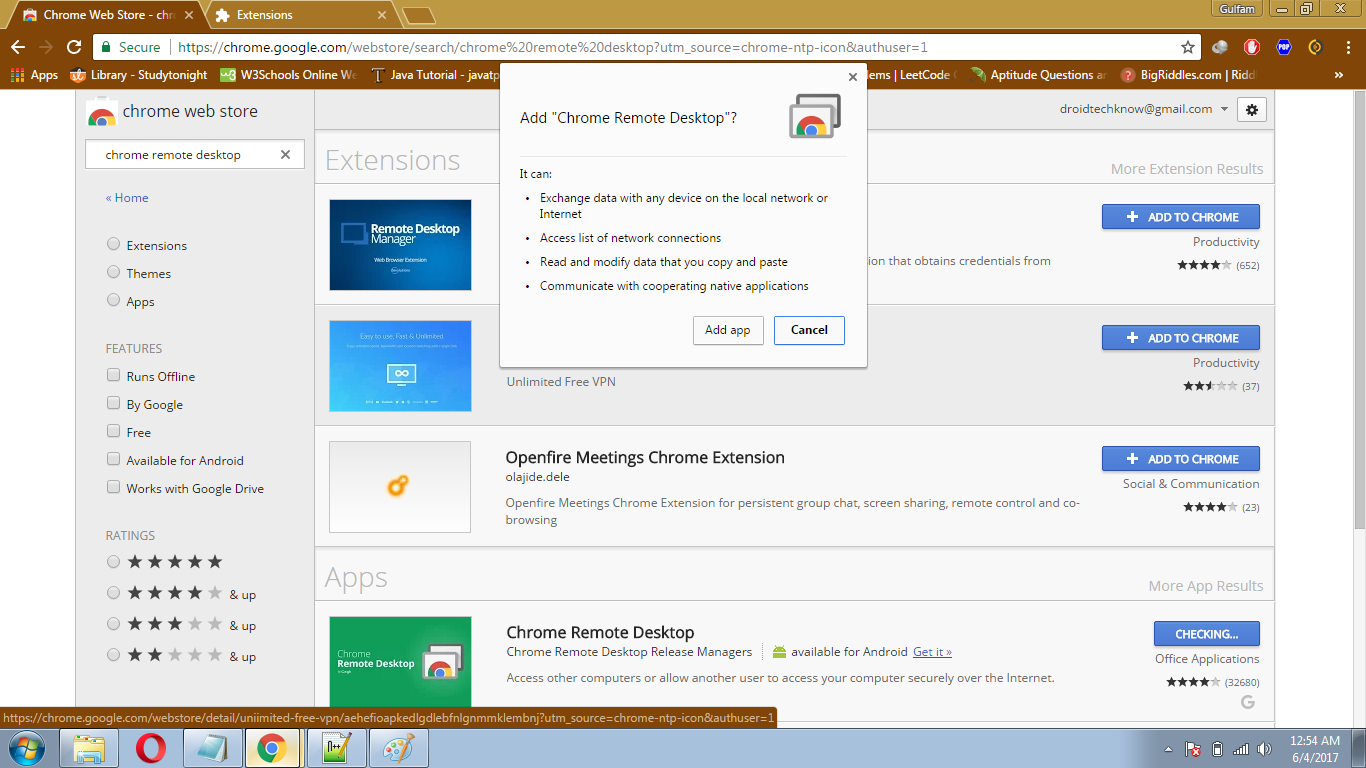 Chrome Web Store - chr
Extensions
Gulfam
Secure
https://chrome.google.com/webstore/search/chrome%20remote%20desktop?utm_source=chrome-ntp-icon&authuser=1
Apps
Library - Studytonight
W3Schools Online We
Java Tutorial - javatp
ems | LeetCode
Aptitude Questions a
BigRiddles.com | Riddl
»
chrome web store
droidtechknow@gmail.com
chrome remote desktop
« Home
Extensions
Themes
Apps
FEATURES
Runs Offline
By Google
Free
Available for Android
Works with Google Drive
RATINGS
& up
& up
& up
Add "Chrome Remote Desktop"?
It can:
• Exchange data with any device on the local network or
Internet
• Access list of network connections
• Read and modify data that you copy and paste
• Communicate with cooperating native applications
Add app
Cancel
Extensions
More Extension Results
Remote Desktop
Manager
Web Browser Extension
ion that obtains credentials from
+ ADD TO CHROME
Productivity
(652)
Easy to use, Fast & Unlimited
Unlimited Free VPN
+ ADD TO CHROME
Productivity
(37)
Openfire Meetings Chrome Extension
olajide.dele
Openfire Meetings Chrome Extension for persistent group chat, screen sharing, remote control and co-
browsing
+ ADD TO CHROME
Social & Communication
(23)
Apps
More App Results
Chrome
Remote Desktop
Chrome Remote Desktop
Chrome Remote Desktop Release Managers
available for Android Get it »
Access other computers or allow another user to access your computer securely over the Internet.
CHECKING...
Office Applications
(32680)
https://chrome.google.com/webstore/detail/uniimited-free-vpn/aehefioapkedlgdlebfnlgnmmklembnj?utm_source=chrome-ntp-icon&authuser=1
12:54 AM
6/4/2017